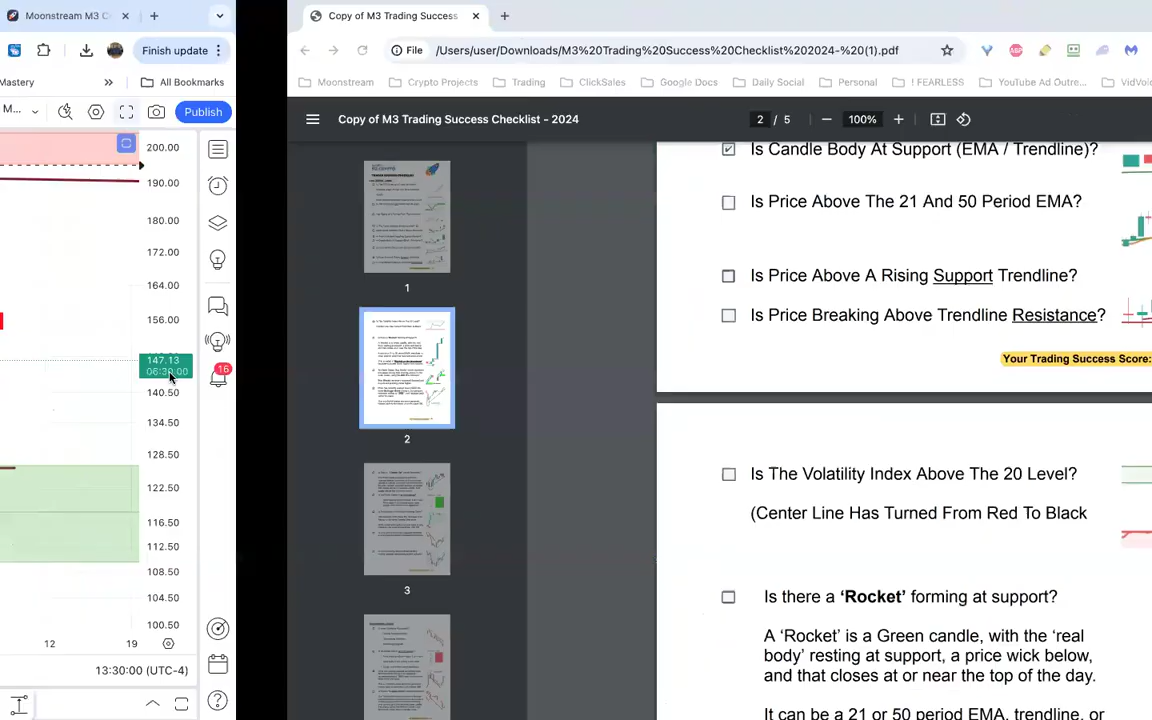 Moonstream M3 C
Copy of M3 Trading Success
Finish update
File
/Users/user/Downloads/M3%20Trading%20Success%20Checklist%202024-%20(1).pdf
Mastery
All Bookmarks
Moonstream
Crypto Projects
Trading
ClickSales
Google Docs
Daily Social
Personal
! FEARLESS
YouTube Ad Outre...
VidVol
M...
Publish
Copy of M3 Trading Success Checklist - 2024
2 / 5
100%
200.00
190.00
180.00
172.00
164.00
156.00
06:30:00
16
140.50
134.50
128.50
122.50
116.50
112.50
108.50
104.50
100.50
12
19
13:30:00 (UTC-4)
1
2
3
Is Candle Body At Support (EMA / Trendline)?
Is Price Above The 21 And 50 Period EMA?
Is Price Above A Rising Support Trendline?
Is Price Breaking Above Trendline Resistance?
Your Trading Success Score:
Is The Volatility Index Above The 20 Level?
(Center Line Has Turned From Red To Black
Is there a 'Rocket' forming at support?
A 'Rocket' is a Green candle, with the 'real
body' resting at support, a price wick below,
and that closes at or near the top of the day.
It can be a 21 or 50 period EMA, trendline, or